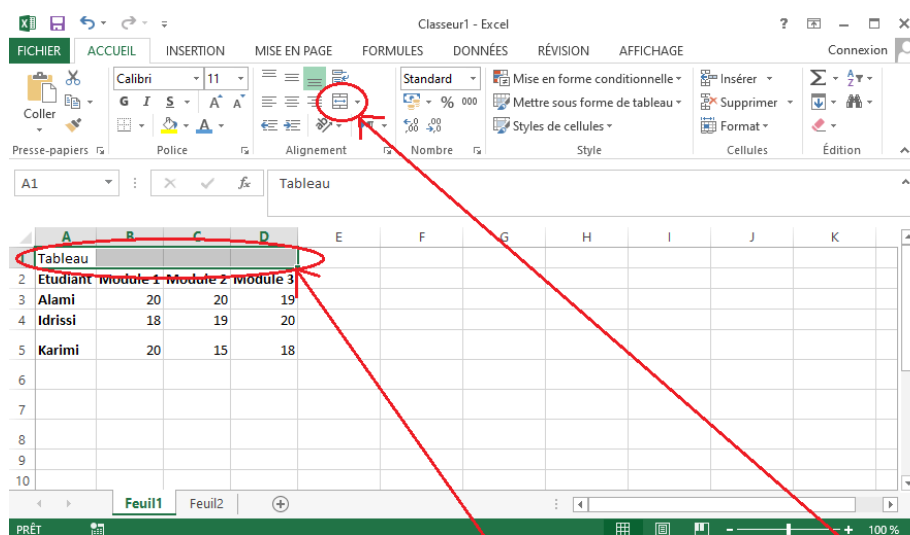 Classeur1 - Excel ?
FICHIER ACCUEIL INSERTION MISE EN PAGE FORMULES DONNÉES RÉVISION AFFICHAGE Connexion
Coller
Calibri 11
G I S A A
A
Standard
% 000
Mise en forme conditionnelle
Mettre sous forme de tableau
Styles de cellules
Insérer
Supprimer
Format
Presse-papiers Police Alignement Nombre Style Cellules Édition
A1 fx Tableau
A B C D E F G H I J K
1 Tableau
2 Etudiant Module 1 Module 2 Module 3
3 Alami 20 20 19
4 Idrissi 18 19 20
5 Karimi 20 15 18
6
7
8
9
10
Feuil1 Feuil2
PRÊT 100 %